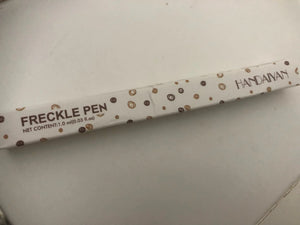 FRECKLE PEN
NET CONTENT:1.0 ml(0.03 fl.oz)
HANDAIYAN